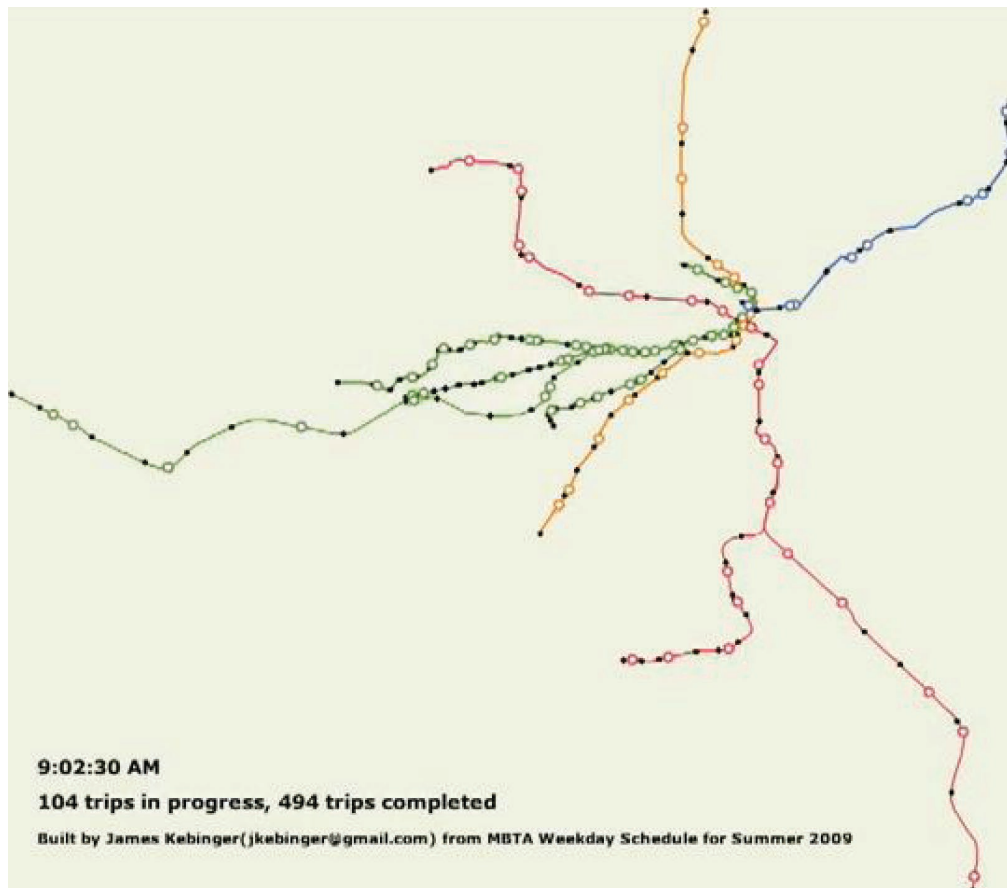 9:02:30 AM
104 trips in progress, 494 trips completed
Built by James Kebinger(jkebinger@gmail.com) from MBTA Weekday Schedule for Summer 2009